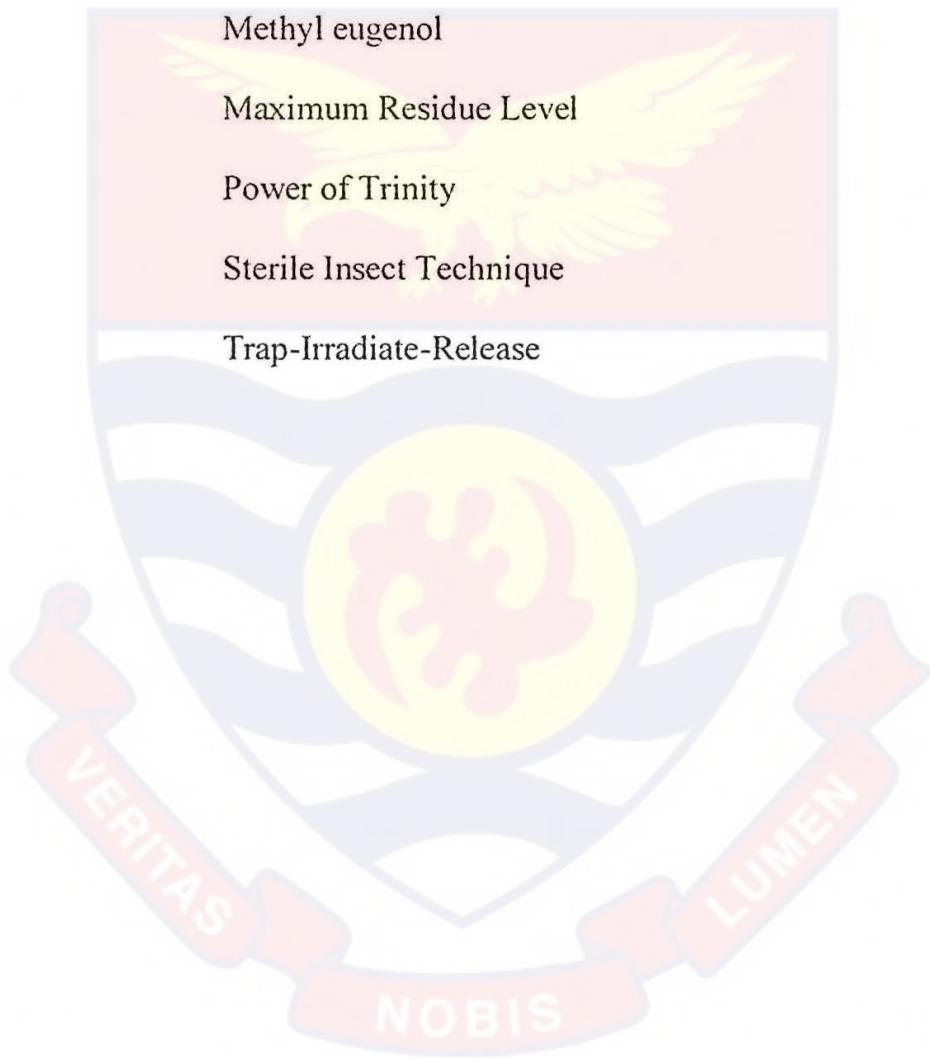 Methyl eugenol
Maximum Residue Level
Power of Trinity
Sterile Insect Technique
Trap-Irradiate-Release
VERITAS
NOBIS
LUMEN